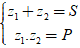 z₁ + z₂ = S
z₁.z₂ = P